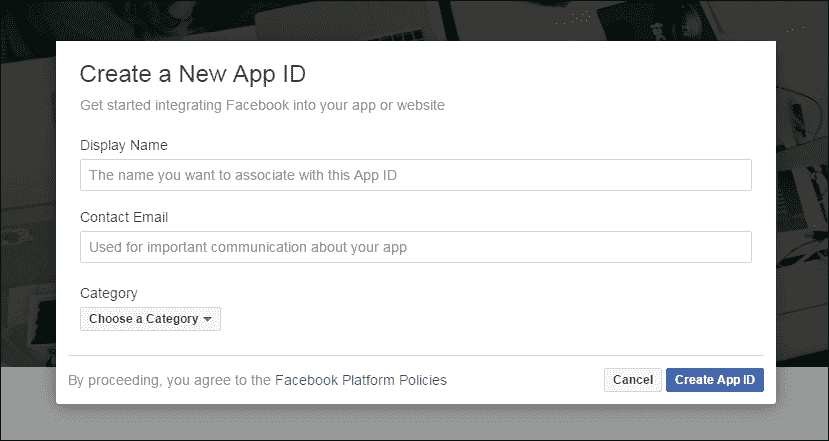 Create a New App ID
Get started integrating Facebook into your app or website
Display Name
The name you want to associate with this App ID
Contact Email
Used for important communication about your app
Category
Choose a Category
By proceeding, you agree to the Facebook Platform Policies
Cancel
Create App ID